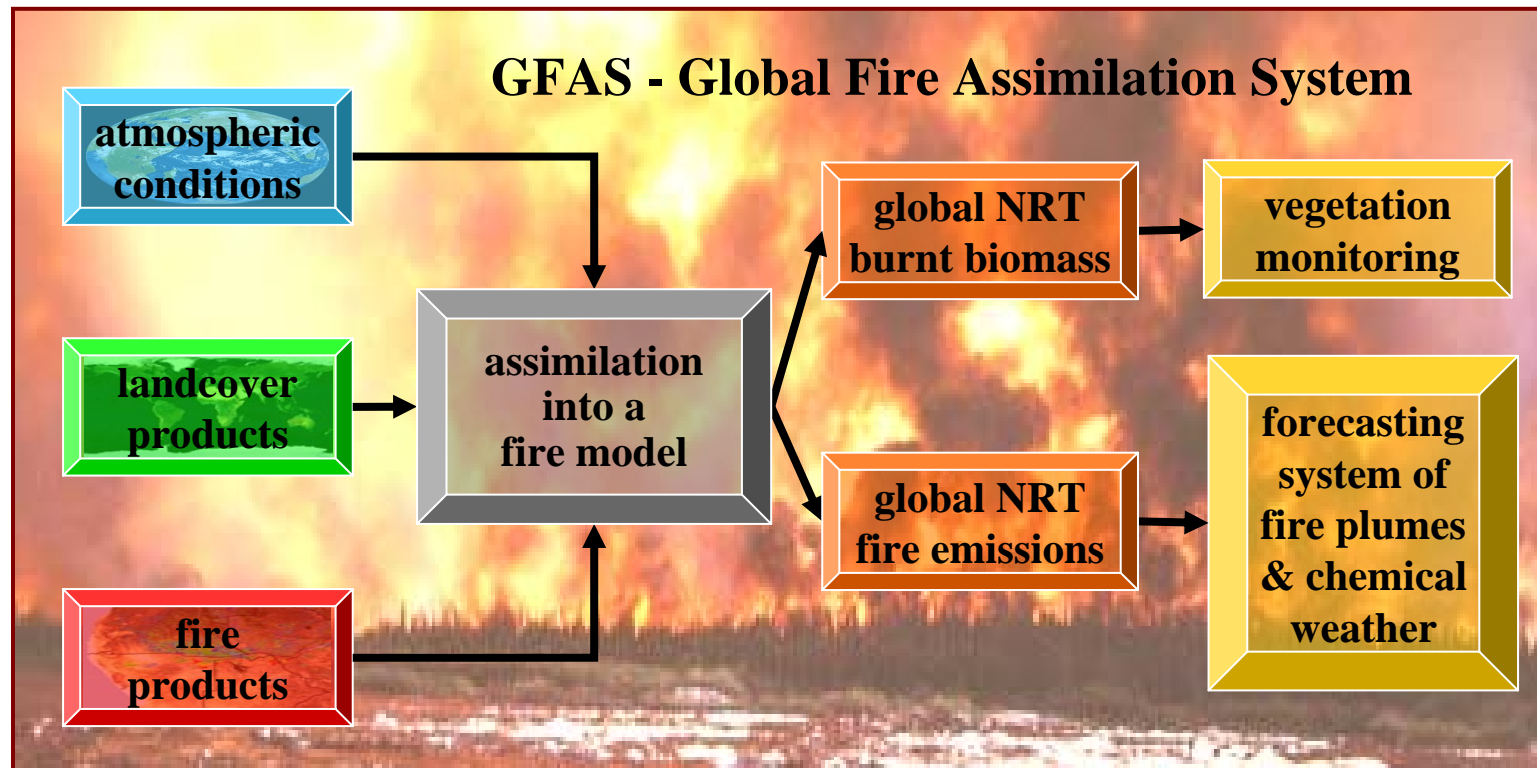 GFAS - Global Fire Assimilation System
atmospheric
conditions
landcover
products
fire
products
assimilation
into a
fire model
global NRT
burnt biomass
global NRT
fire emissions
vegetation
monitoring
forecasting
system of
fire plumes
& chemical
weather